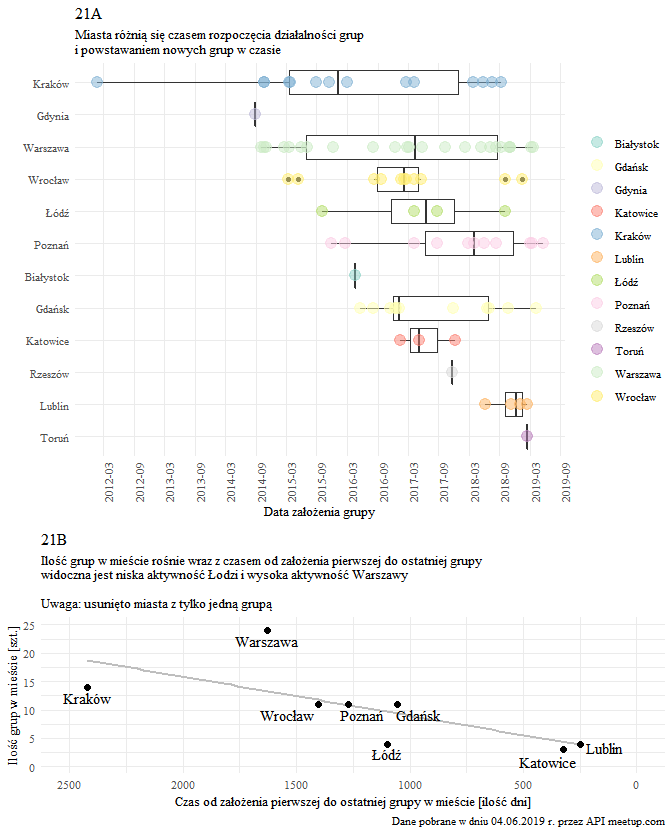 21A
Miasta różnią się czasem rozpoczęcia działalności grup
i powstawaniem nowych grup w czasie
Kraków
Gdynia
Warszawa
Wrocław
Łódź
Poznań
Białystok
Gdańsk
Katowice
Rzeszów
Lublin
Toruń
2012-03
2012-09
2013-03
2013-09
2014-03
2014-09
2015-03
2015-09
2016-03
2016-09
2017-03
2017-09
2018-03
2018-09
2019-03
2019-09
Data założenia grupy
Białystok
Gdańsk
Gdynia
Katowice
Kraków
Lublin
Łódź
Poznań
Rzeszów
Toruń
Warszawa
Wrocław
21B
Ilość grup w mieście rośnie wraz z czasem od założenia pierwszej do ostatniej grupy
widoczna jest niska aktywność Łodzi i wysoka aktywność Warszawy
Uwaga: usunięto miasta z tylko jedną grupą
Ilość grup w mieście [szt.]
25
20
15
10
5
0
Warszawa
Kraków
Wrocław
Poznań
Gdańsk
Łódź
Katowice
Lublin
2500
2000
1500
1000
500
0
Czas od założenia pierwszej do ostatniej grupy w mieście [ilość dni]
Dane pobrane w dniu 04.06.2019 r. przez API meetup.com